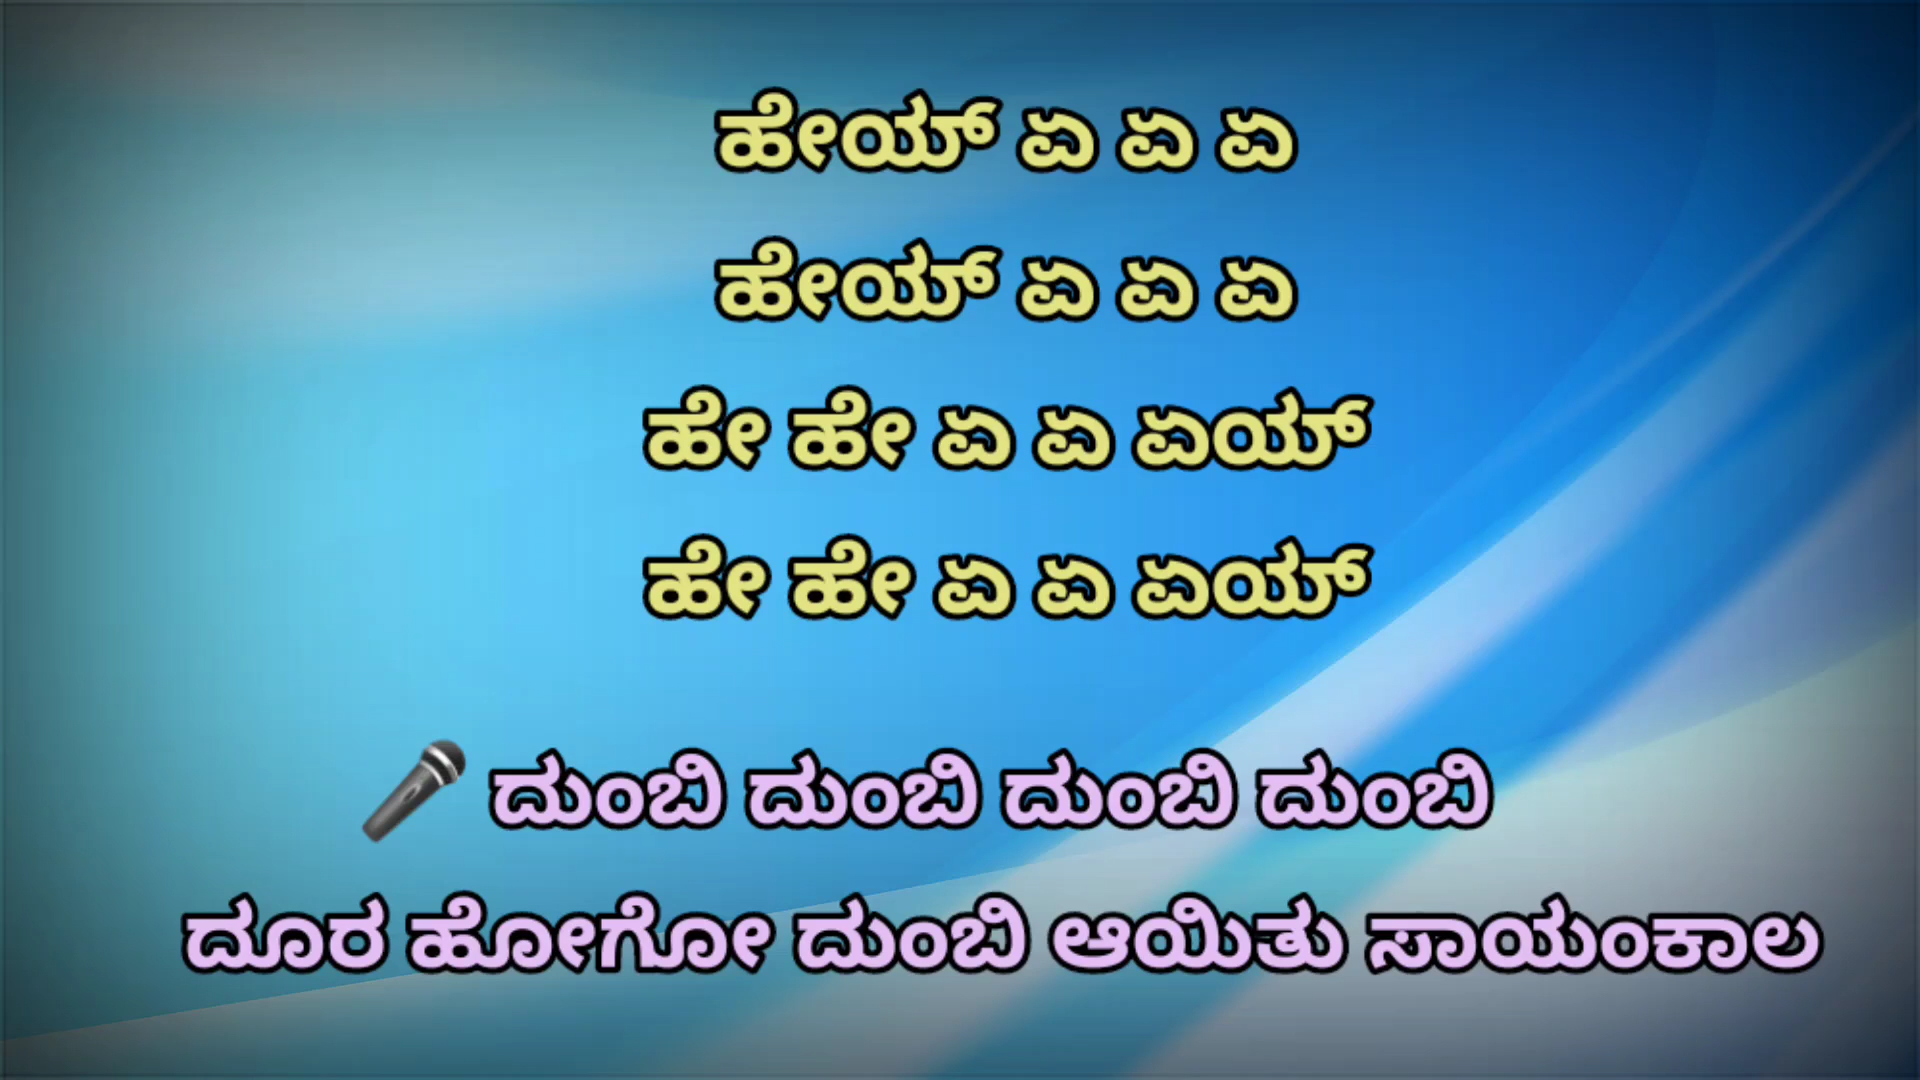 ಹೇಯ್ ಏ ಏ ಏ
ಹೇಯ್ ಏ ಏ ಏ
ಹೇ ಹೇ ಏ ಏ ಏಯ್
ಹೇ ಹೇ ಏ ಏ ಏಯ್
🎤 ದುಂಬಿ ದುಂಬಿ ದುಂಬಿ ದುಂಬಿ
ದೂರ ಹೋಗೋ ದುಂಬಿ ಆಯಿತು ಸಾಯಂಕಾಲ